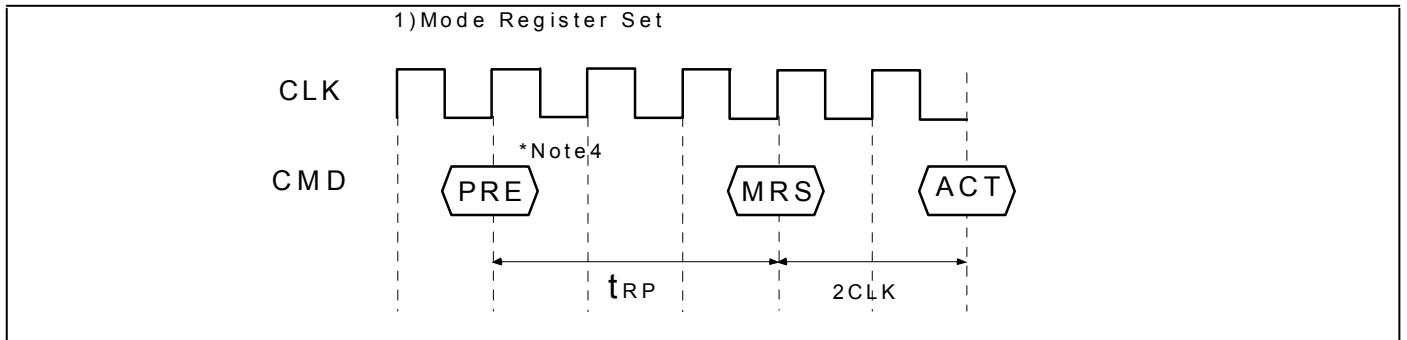 1)Mode Register Set
CLK
*Note4
CMD
PRE
MRS
ACT
tRP
2CLK